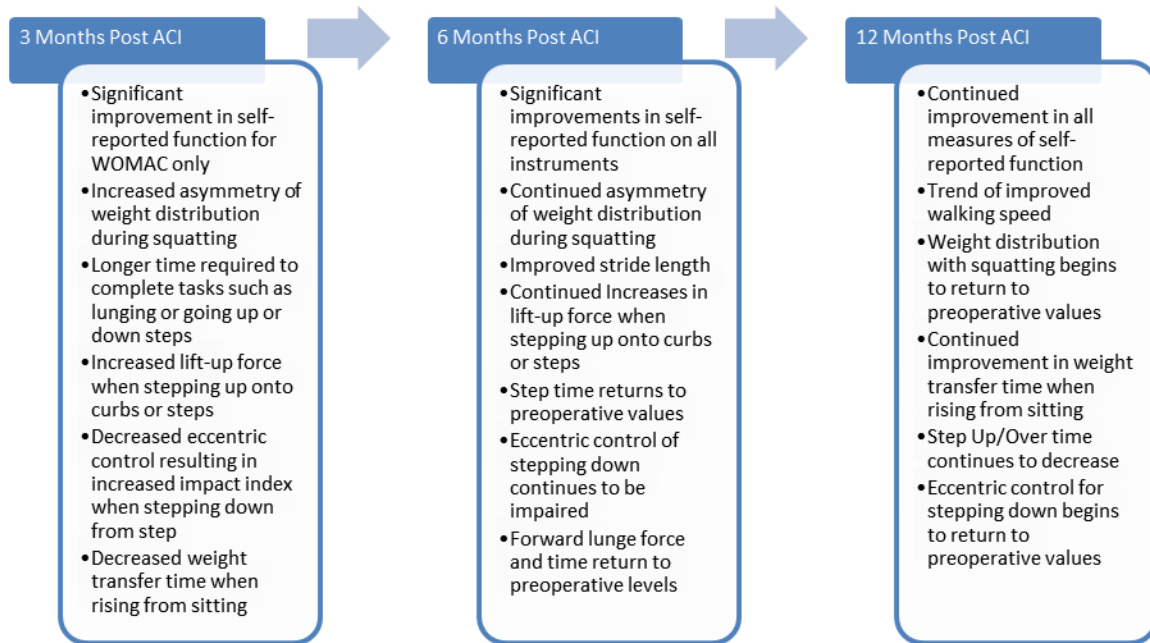 3 Months Post ACI
•Significant
improvement in self-
reported function for
WOMAC only
•Increased asymmetry of
weight distribution
during squatting
•Longer time required to
complete tasks such as
lunging or going up or
down steps
•Increased lift-up force
when stepping up onto
curbs or steps
•Decreased eccentric
control resulting in
increased impact index
when stepping down
from step
•Decreased weight
transfer time when
rising from sitting
6 Months Post ACI
•Significant
improvements in self-
reported function on all
instruments
•Continued asymmetry
of weight distribution
during squatting
•Improved stride length
•Continued Increases in
lift-up force when
stepping up onto curbs
or steps
•Step time returns to
preoperative values
•Eccentric control of
stepping down
continues to be
impaired
•Forward lunge force
and time return to
preoperative levels
12 Months Post ACI
•Continued
improvement in all
measures of self-
reported function
•Trend of improved
walking speed
•Weight distribution
with squatting begins
to return to
preoperative values
•Continued
improvement in weight
transfer time when
rising from sitting
•Step Up/Over time
continues to decrease
•Eccentric control for
stepping down begins
to return to
preoperative values